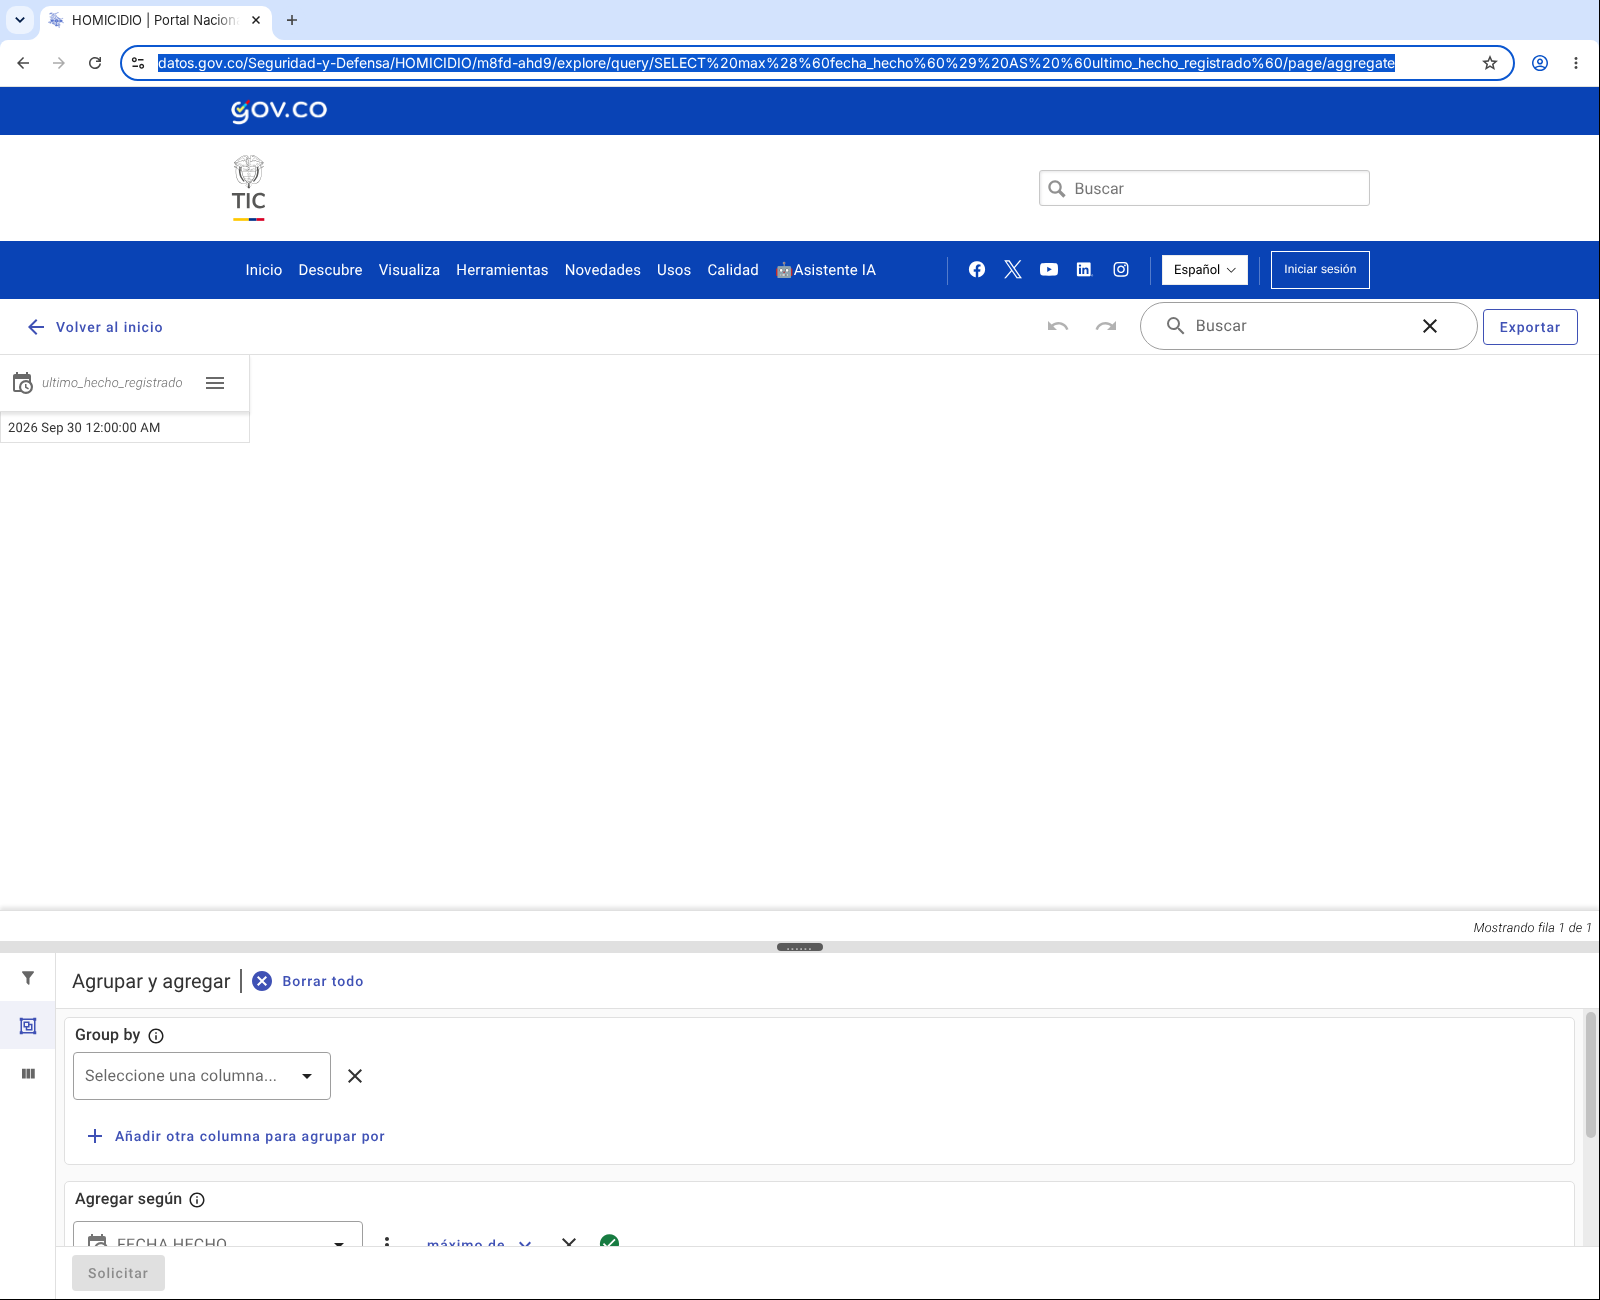 HOMICIDIO | Portal Nacion
datos.gov.co/Seguridad-y-Defensa/HOMICIDIO/m8fd-ahd9/explore/query/SELECT%20max%28%60fecha_hecho%60%29%20AS%20%60ultimo_hecho_registrado%60/page/aggregate
gov.co
TIC
Buscar
Inicio Descubre Visualiza Herramientas Novedades Usos Calidad 🤖Asistente IA Español Iniciar sesión
Volver al inicio Buscar Exportar
ultimo_hecho_registrado
2026 Sep 30 12:00:00 AM
Mostrando fila 1 de 1
Agrupar y agregar | Borrar todo
Group by
Seleccione una columna...
Añadir otra columna para agrupar por
Agregar según
FECHA HECHO máximo de
Solicitar